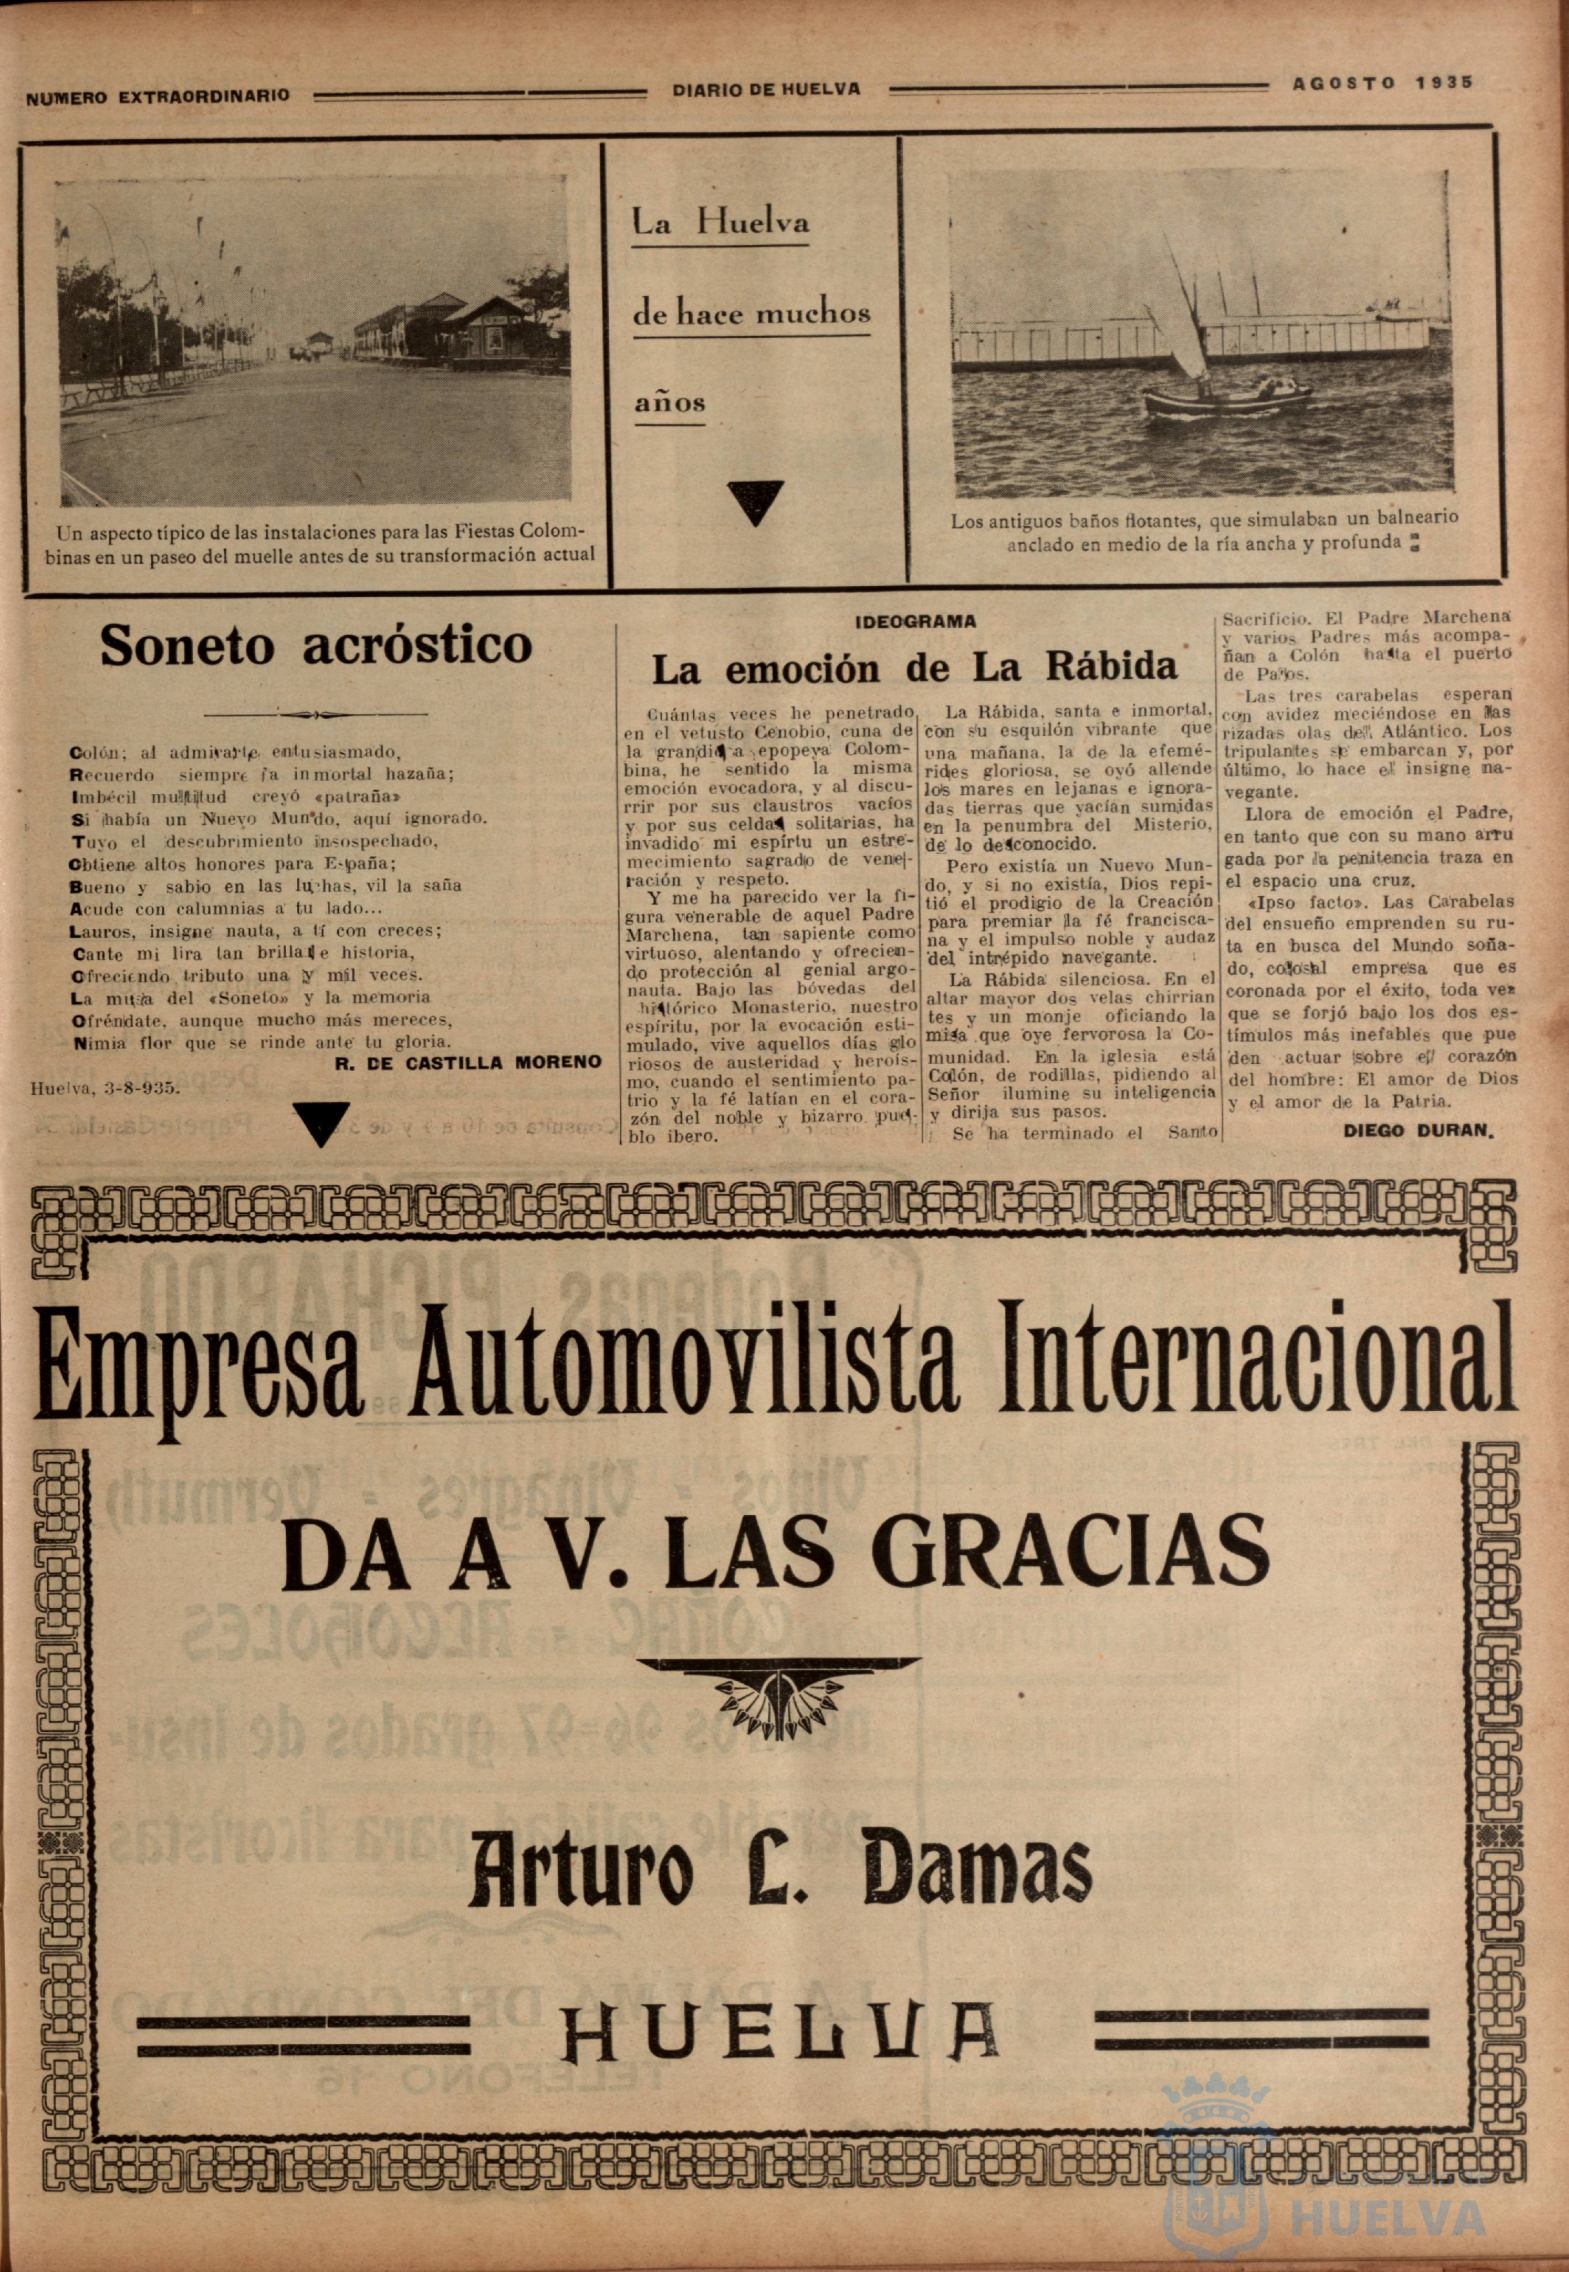 NUMERO EXTRAORDINARIO
DIARIO DE HUELVA
AGOSTO 1935
Un aspecto típico de las instalaciones para las Fiestas Colom-
binas en un paseo del muelle antes de su transformación actual
La Huelva
de hace muchos
años
Los antiguos baños flotantes, que simulaban un balneario
anclado en medio de la ría ancha y profunda
Soneto acróstico
Colón; al admirarte entusiasmado,
Recuerdo siempre la inmortal hazaña;
Imbécil multitud creyó «patraña»
Si había un Nuevo Mundo, aquí ignorado.
Tuyo el descubrimiento insospechado,
Obtiene altos honores para España;
Bueno y sabio en las luchas, vil la saña
Acude con calumnias a tu lado...
Lauros, insigne nauta, a tí con creces;
Cante mi lira tan brillante historia,
Ofreciendo tributo una y mil veces.
La musa del «Soneto» y la memoria
Ofréndate, aunque mucho más mereces,
Nimia flor que se rinde ante tu gloria.
R. DE CASTILLA MORENO
Huelva, 3-8-935.
IDEOGRAMA
La emoción de La Rábida
Cuántas veces he penetrado
en el vetusto Cenobio, cuna de
la grandiosa epopeya Colom-
bina, he sentido la misma
emoción evocadora, y al discu-
rrir por sus claustros vacíos
y por sus celdas solitarias, ha
invadido mi espírtu un estre-
mecimiento sagrado de vene-
ración y respeto.
Y me ha parecido ver la fi-
gura venerable de aquel Padre
Marchena, tan sapiente como
virtuoso, alentando y ofrecien-
do protección al genial argo-
nauta. Bajo las bóvedas del
histórico Monasterio, nuestro
espíritu, por la evocación esti-
mulado, vive aquellos días glo
riosos de austeridad y heroís-
mo, cuando el sentimiento pa-
trio y la fé latían en el cora-
zón del noble y bizarro pue-
blo ibero.
La Rábida, santa e inmortal,
con su esquilón vibrante que
una mañana, la de la efemé-
rides gloriosa, se oyó allende
los mares en lejanas e ignora-
das tierras que yacían sumidas
en la penumbra del Misterio,
de lo desconocido.
Pero existía un Nuevo Mun-
do, y si no existía, Dios repi-
tió el prodigio de la Creación
para premiar la fé francisca-
na y el impulso noble y audaz
del intrépido navegante.
La Rábida silenciosa. En el
altar mayor dos velas chirrian
tes y un monje oficiando la
misa que oye fervorosa la Co-
munidad. En la iglesia está
Colón, de rodillas, pidiendo al
Señor ilumine su inteligencia
y dirija sus pasos.
Se ha terminado el Santo
Sacrificio. El Padre Marchena
y varios Padres más acompa-
ñan a Colón hasta el puerto
de Palos.
Las tres carabelas esperan
con avidez meciéndose en las
rizadas olas del Atlántico. Los
tripulantes se embarcan y, por
último, lo hace el insigne na-
vegante.
Llora de emoción el Padre,
en tanto que con su mano arru
gada por la penitencia traza en
el espacio una cruz.
«Ipso facto». Las Carabelas
del ensueño emprenden su ru-
ta en busca del Mundo soña-
do, colosal empresa que es
coronada por el éxito, toda vez
que se forjó bajo los dos es-
tímulos más inefables que pue
den actuar sobre el corazón
del hombre: El amor de Dios
y el amor de la Patria.
DIEGO DURAN.
Empresa Automovilista Internacional
DA A V. LAS GRACIAS
Arturo L. Damas
HUELVA
HUELVA